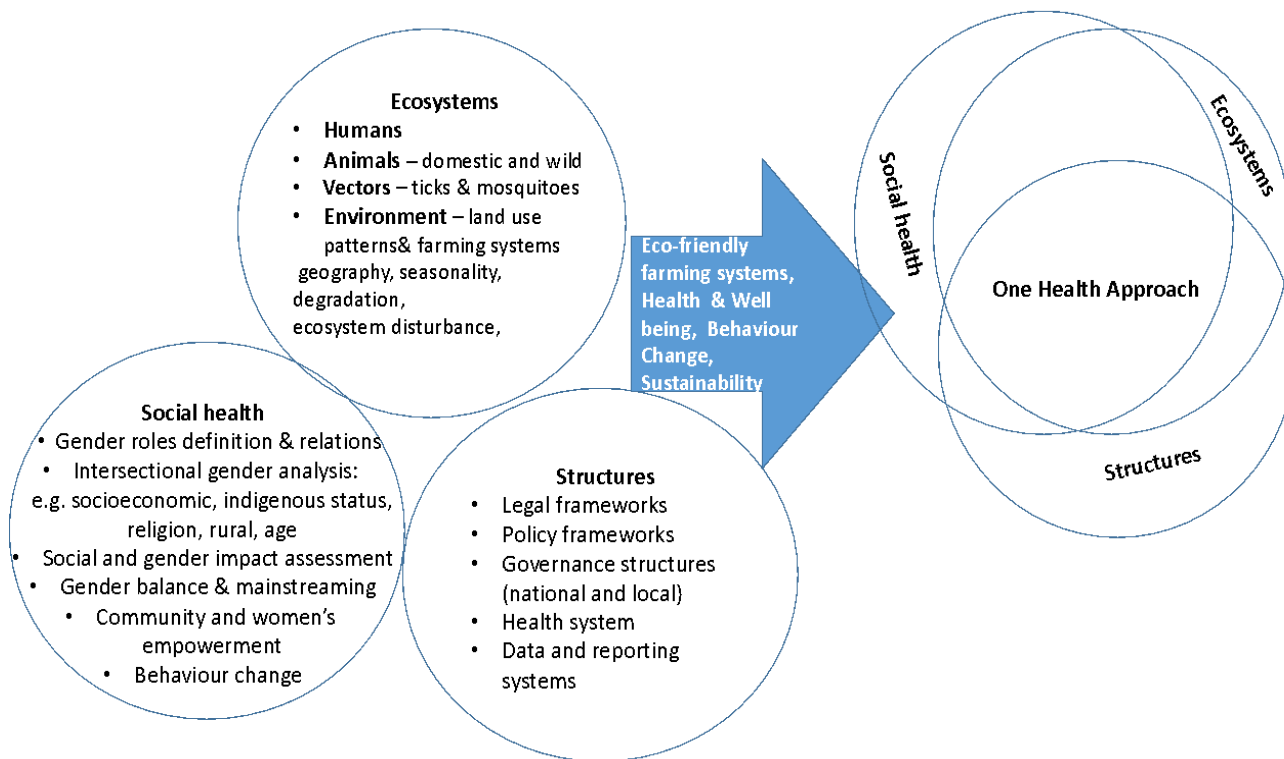 Ecosystems
• Humans
• Animals – domestic and wild
• Vectors – ticks & mosquitoes
• Environment – land use
patterns& farming systems
geography, seasonality,
degradation,
ecosystem disturbance,
Social health
• Gender roles definition & relations
• Intersectional gender analysis:
e.g. socioeconomic, indigenous status,
religion, rural, age
• Social and gender impact assessment
• Gender balance & mainstreaming
• Community and women's
empowerment
• Behaviour change
Structures
• Legal frameworks
• Policy frameworks
• Governance structures
(national and local)
• Health system
• Data and reporting
systems
Eco-friendly
farming systems,
Health & Well
being, Behaviour
Change,
Sustainability
Social health
Ecosystems
One Health Approach
Structures